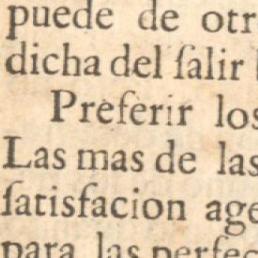 puede de otr
dicha del ſalir
Preferir los
Las mas de las
ſatisfacion age
para las perfec